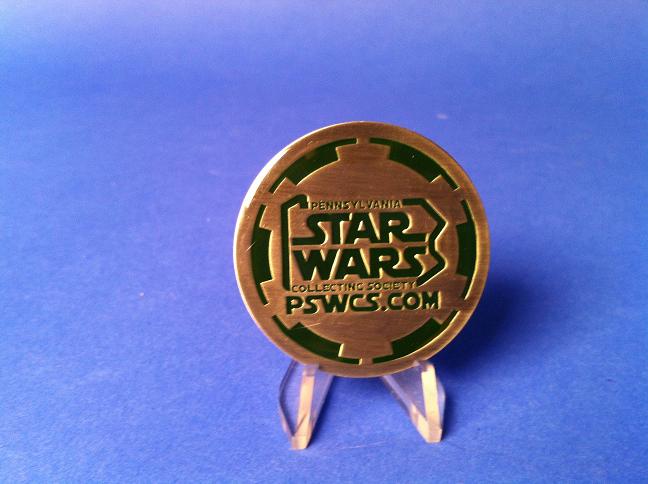 PENNSYLVANIA
STAR
WARS
COLLECTING SOCIETY
PSWCS.COM